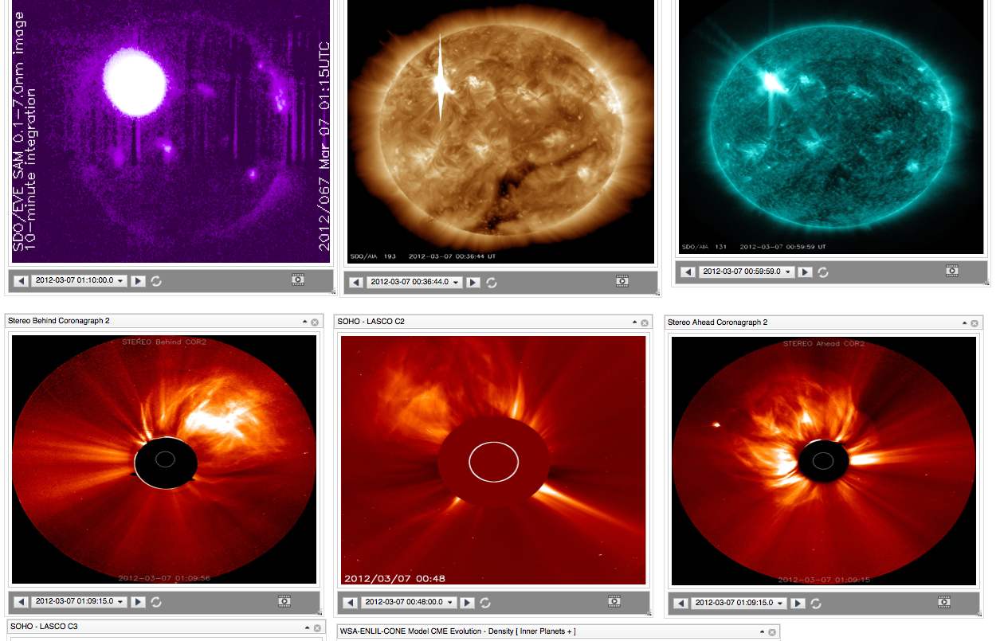 SDO/EVE SAM 0.1-7.0nm image
10-minute integration
2012/067 Mar 07 01:15UTC
SDO/AIA 193 2012-03-07 00:36:44 UT
SDO/AIA 131 2012-03-07 00:59:59 UT
2012-03-07 01:10:00.0
2012-03-07 00:36:44.0
2012-03-07 00:59:59.0
Stereo Behind Coronagraph 2
SOHO - LASCO C2
Stereo Ahead Coronagraph 2
STEREO Behind COR2
STEREO Ahead COR2
2012-03-07 01:09:56
2012/03/07 00:48
2012-03-07 01:09:15
2012-03-07 01:09:15.0
2012-03-07 00:48:00.0
2012-03-07 01:09:15.0
SOHO - LASCO C3
WSA-ENLIL-CONE Model CME Evolution - Density [ Inner Planets + ]